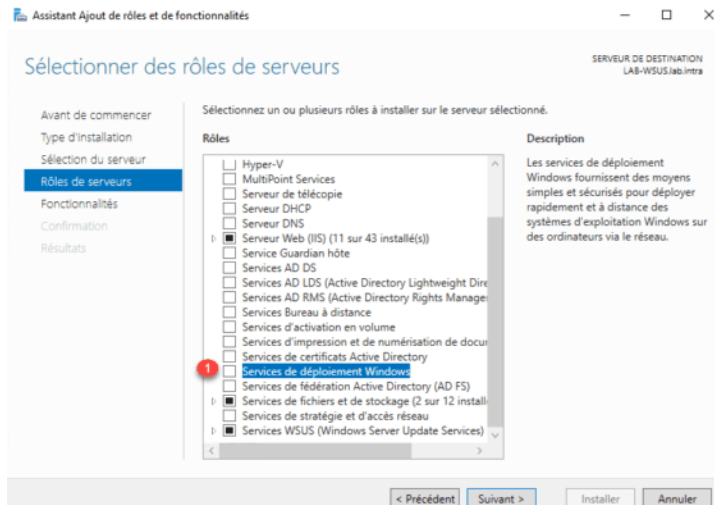 Assistant Ajout de rôles et de fonctionnalités
Sélectionner des rôles de serveurs
SERVEUR DE DESTINATION
LAB-WSUS.lab.intra
Avant de commencer
Type d'installation
Sélection du serveur
Rôles de serveurs
Fonctionnalités
Confirmation
Résultats
Sélectionnez un ou plusieurs rôles à installer sur le serveur sélectionné.
Rôles
Hyper-V
MultiPoint Services
Serveur de télécopie
Serveur DHCP
Serveur DNS
Serveur Web (IIS) (11 sur 43 installé(s))
Service Guardian hôte
Services AD DS
Services AD LDS (Active Directory Lightweight Dire
Services AD RMS (Active Directory Rights Manage
Services Bureau à distance
Services d'activation en volume
Services d'impression et de numérisation de docu
Services de certificats Active Directory
1 Services de déploiement Windows
Services de fédération Active Directory (AD FS)
Services de fichiers et de stockage (2 sur 12 install
Services de stratégie et d'accès réseau
Services WSUS (Windows Server Update Services)
Description
Les services de déploiement
Windows fournissent des moyens
simples et sécurisés pour déployer
rapidement et à distance des
systèmes d'exploitation Windows sur
des ordinateurs via le réseau.
< Précédent Suivant > Installer Annuler